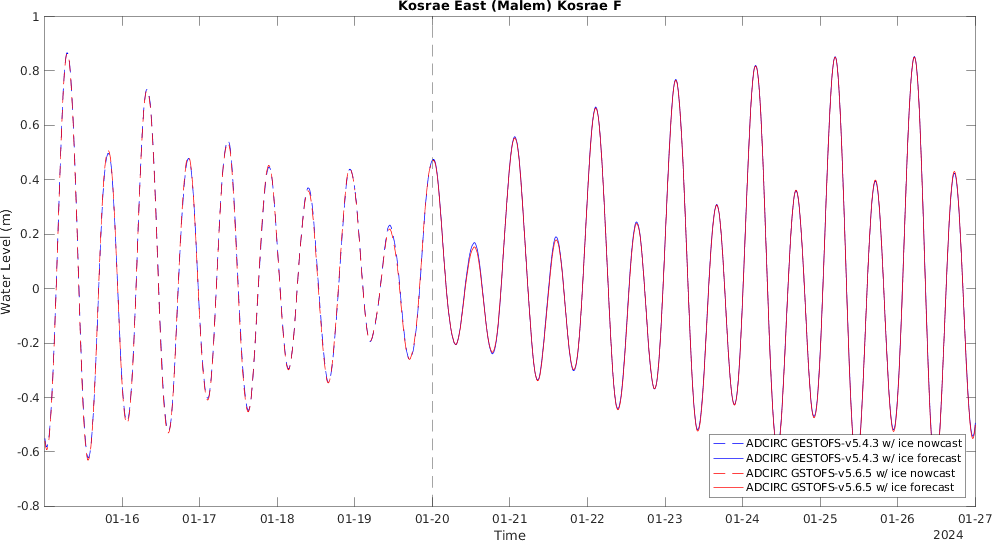 Kosrae East (Malem) Kosrae F
Water Level (m)
1
0.8
0.6
0.4
0.2
0
-0.2
-0.4
-0.6
-0.8
ADCIRC GESTOFS-v5.4.3 w/ ice nowcast
ADCIRC GESTOFS-v5.4.3 w/ ice forecast
ADCIRC GSTOFS-v5.6.5 w/ ice nowcast
ADCIRC GSTOFS-v5.6.5 w/ ice forecast
01-16 01-17 01-18 01-19 01-20 01-21 01-22 01-23 01-24 01-25 01-26 01-27
Time
2024